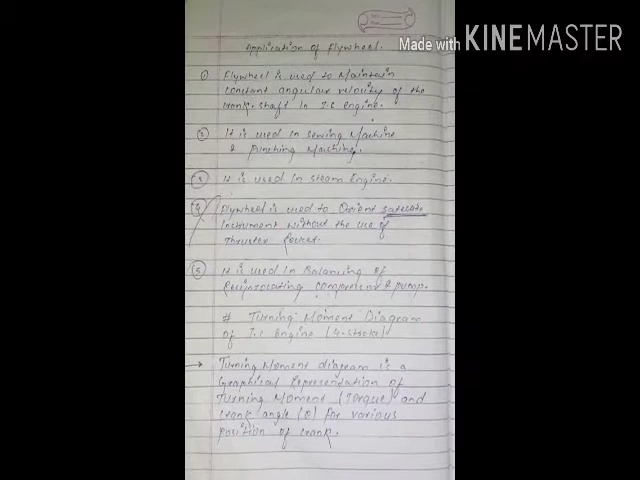 Application of Flywheel.
Made with KINEMASTER
① Flywheel is used to Maintain
constant angular velocity of the
crank-shaft in I.C engine.
② It is used in sewing Machine
& Punching Machine.
③ It is used in steam Engine.
④ Flywheel is used to Orient satelite
instrument without the use of
Thruster
⑤ It is used in Balancing of
Reciprocating component & pump.
# Turning Moment Diagram
of I.C Engine (4-stroke)
→ Turning Moment diagram is a
Graphical Representation of
Turning Moment (Torque) and
crank angle (θ) for various
position of crank.